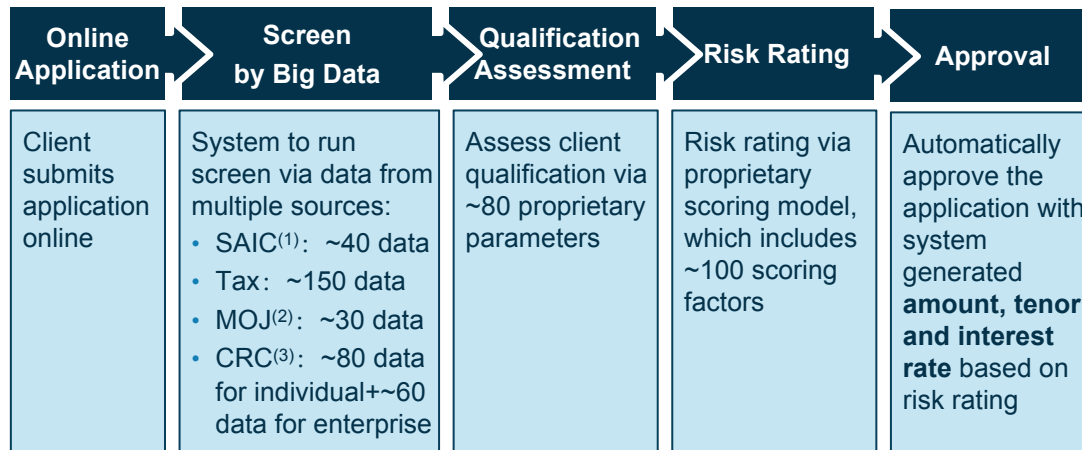 Online
Application
Screen
by Big Data
Qualification
Assessment
Risk Rating
Approval
Client
submits
application
online
System to run
screen via data from
multiple sources:
• SAIC(1): ~40 data
• Tax: ~150 data
• MOJ(2): ~30 data
• CRC(3): ~80 data
for individual+~60
data for enterprise
Assess client
qualification via
~80 proprietary
parameters
Risk rating via
proprietary
scoring model,
which includes
~100 scoring
factors
Automatically
approve the
application with
system
generated
amount, tenor
and interest
rate based on
risk rating